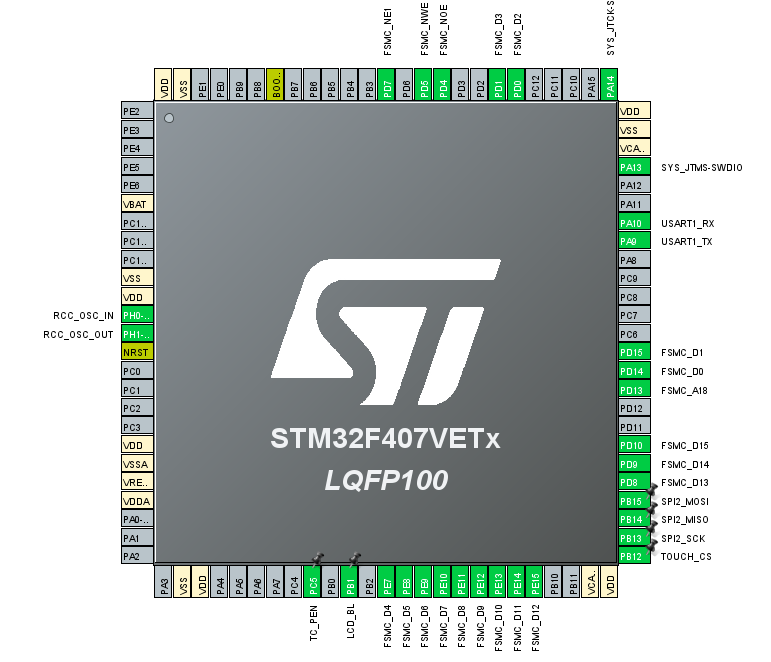 FSMC_NE1
FSMC_NWE
FSMC_NOE
FSMC_D3
FSMC_D2
SYS_JTCK-S
VDD
VSS
PE1
PE0
PB9
PB8
BOO..
PB7
PB6
PB5
PB4
PB3
PD7
PD6
PD5
PD4
PD3
PD2
PD1
PD0
PC12
PC11
PC10
PA15
PA14
PE2
PE3
PE4
PE5
PE6
VBAT
PC1..
PC1..
PC1..
VSS
VDD
RCC_OSC_IN PH0-..
RCC_OSC_OUT PH1-..
NRST
PC0
PC1
PC2
PC3
VDD
VSSA
VRE..
VDDA
PA0-..
PA1
PA2
ST
STM32F407VETx
LQFP100
VDD
VSS
VCA..
PA13 SYS_JTMS-SWDIO
PA12
PA11
PA10 USART1_RX
PA9 USART1_TX
PA8
PC9
PC8
PC7
PC6
PD15 FSMC_D1
PD14 FSMC_D0
PD13 FSMC_A18
PD12
PD11
PD10 FSMC_D15
PD9 FSMC_D14
PD8 FSMC_D13
PB15 SPI2_MOSI
PB14 SPI2_MISO
PB13 SPI2_SCK
PB12 TOUCH_CS
PA3
VSS
VDD
PA4
PA5
PA6
PA7
PC4
PC5
PB0
PB1
PB2
PE7
PE8
PE9
PE10
PE11
PE12
PE13
PE14
PE15
PB10
PB11
VCA..
VDD
TC_PEN
LCD_BL
FSMC_D4
FSMC_D5
FSMC_D6
FSMC_D7
FSMC_D8
FSMC_D9
FSMC_D10
FSMC_D11
FSMC_D12